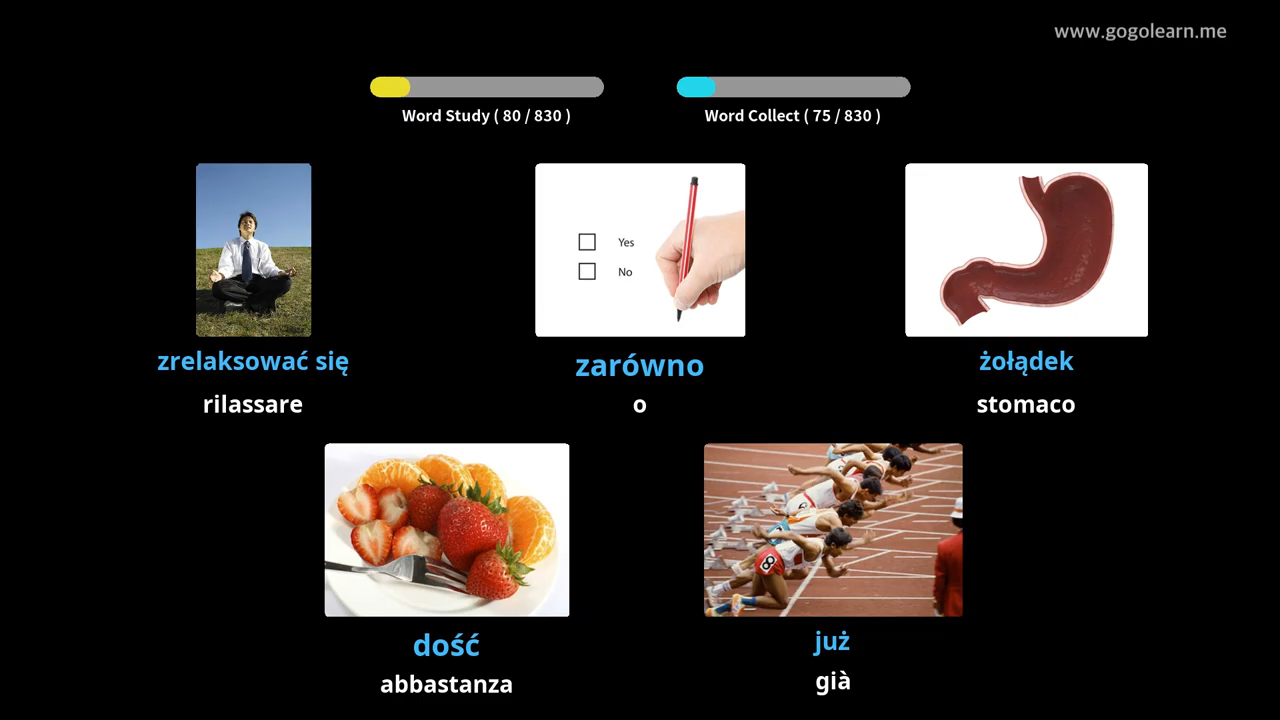 www.gogolearn.me
Word Study ( 80 / 830 )
Word Collect ( 75 / 830 )
Yes
No
zrelaksować się
rilassare
zarówno
o
żołądek
stomaco
8
dość
abbastanza
już
già